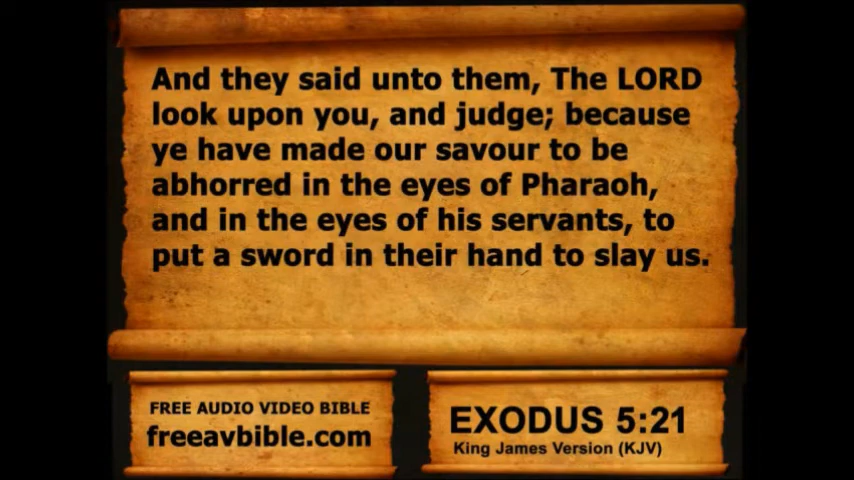 And they said unto them, The LORD
look upon you, and judge; because
ye have made our savour to be
abhorred in the eyes of Pharaoh,
and in the eyes of his servants, to
put a sword in their hand to slay us.
FREE AUDIO VIDEO BIBLE
freeavbible.com
EXODUS 5:21
King James Version (KJV)